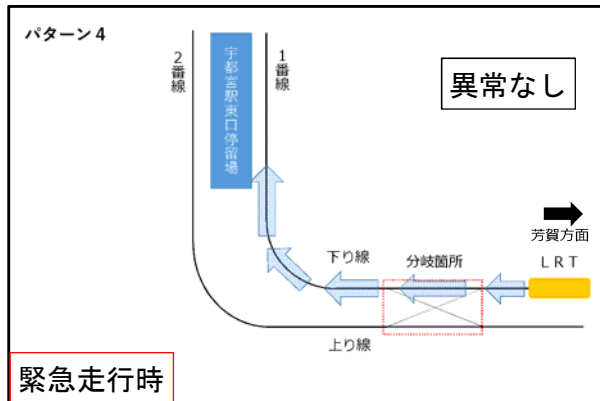 パターン４
２番線
宇都宮駅東口停留場
１番線
異常なし
芳賀方面
ＬＲＴ
下り線
分岐箇所
上り線
緊急走行時